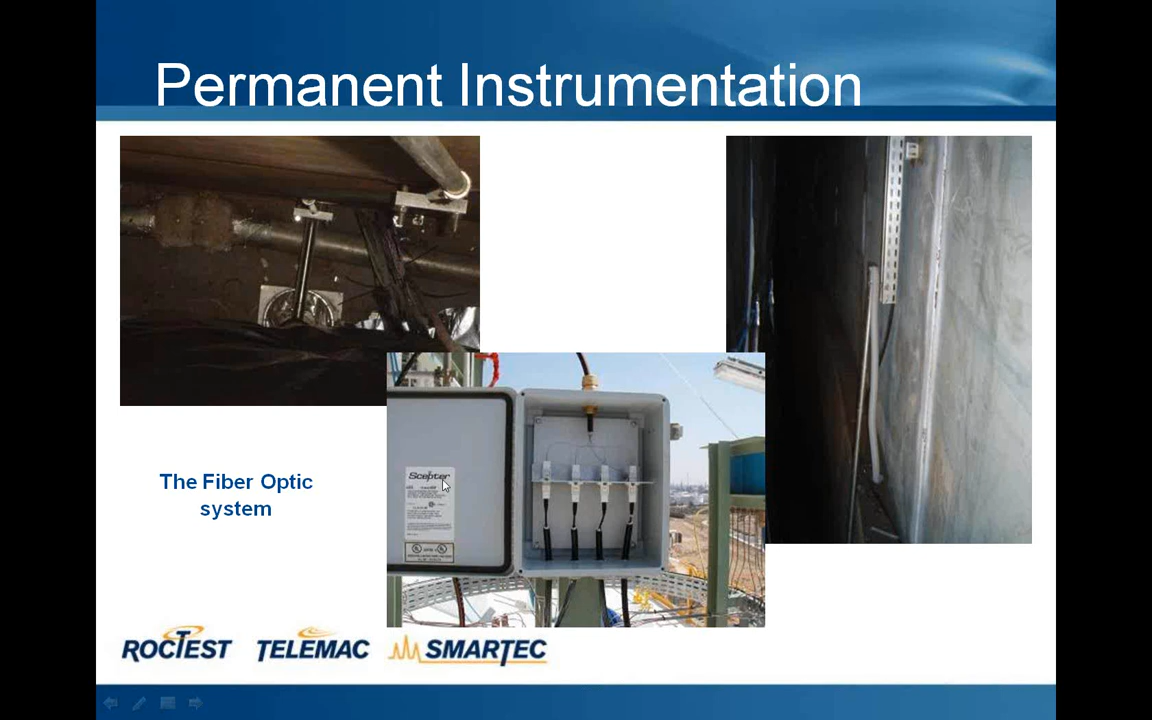 Permanent Instrumentation
Scepter
The Fiber Optic
system
ROCTEST TELEMAC SMARTEC